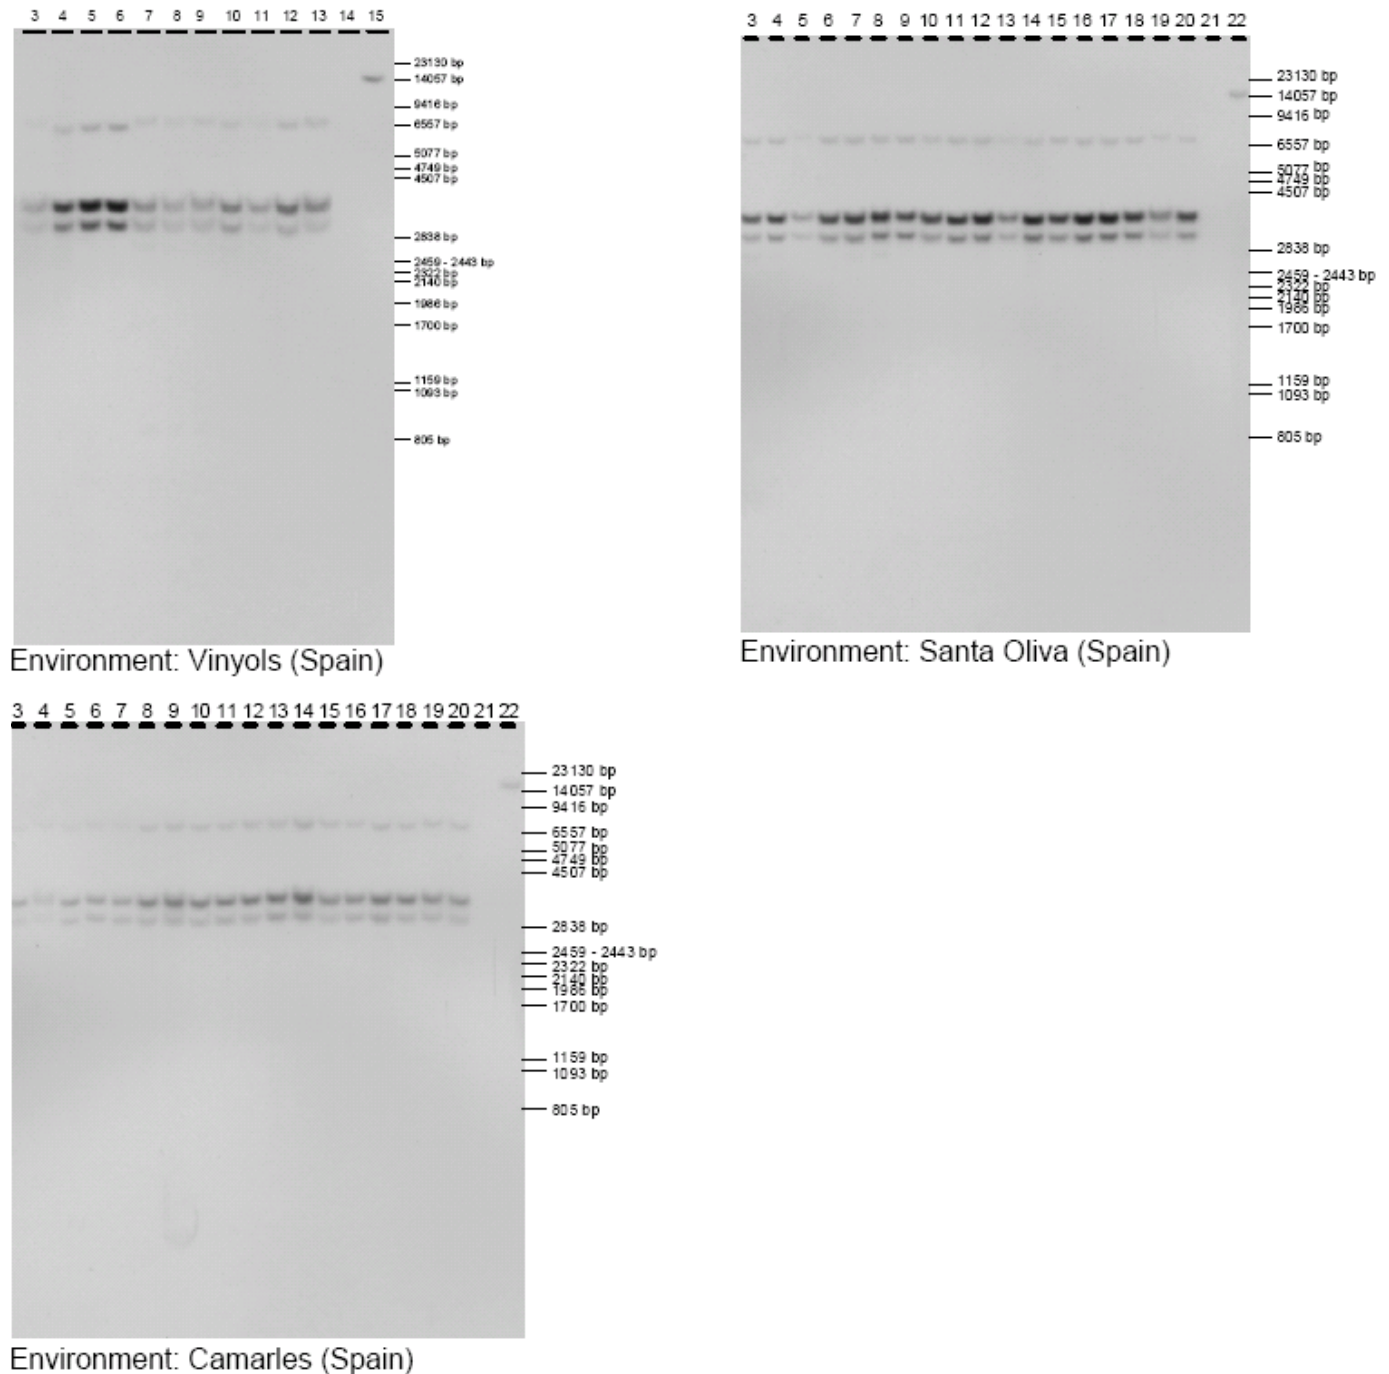 3 4 5 6 7 8 9 10 11 12 13 14 15
23130 bp
14057 bp
9416 bp
6557 bp
5077 bp
4749 bp
4507 bp
2838 bp
2459 - 2443 bp
2322 bp
2140 bp
1986 bp
1700 bp
1159 bp
1093 bp
805 bp
Environment: Vinyols (Spain)
3 4 5 6 7 8 9 10 11 12 13 14 15 16 17 18 19 20 21 22
23130 bp
14057 bp
9416 bp
6557 bp
5077 bp
4749 bp
4507 bp
2838 bp
2459 - 2443 bp
2322 bp
2140 bp
1986 bp
1700 bp
1159 bp
1093 bp
805 bp
Environment: Santa Oliva (Spain)
3 4 5 6 7 8 9 10 11 12 13 14 15 16 17 18 19 20 21 22
23130 bp
14057 bp
9416 bp
6557 bp
5077 bp
4749 bp
4507 bp
2838 bp
2459 - 2443 bp
2322 bp
2140 bp
1986 bp
1700 bp
1159 bp
1093 bp
805 bp
Environment: Camarles (Spain)